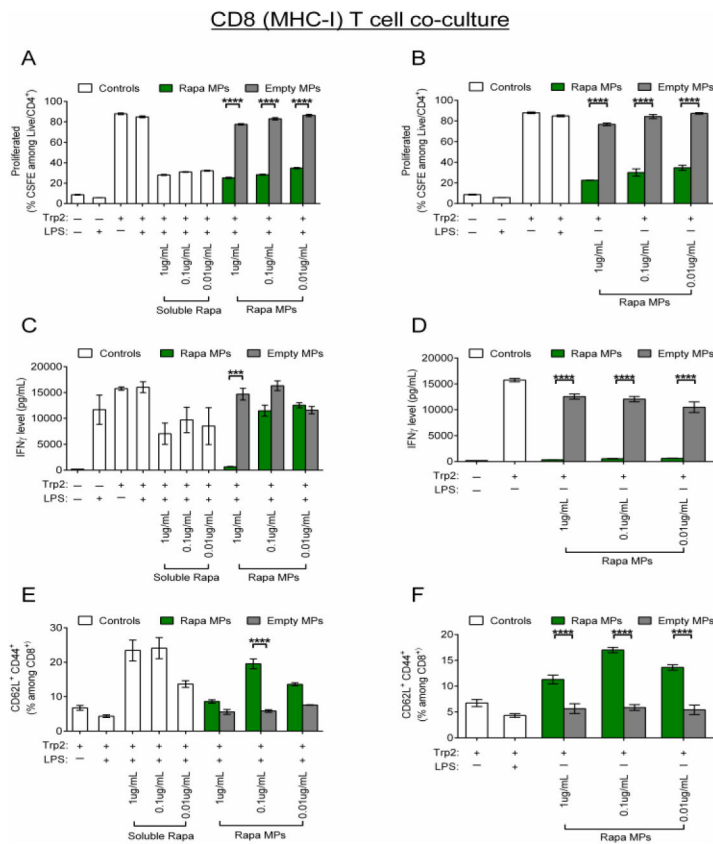 CD8 (MHC-I) T cell co-culture
A
Controls Rapa MPs Empty MPs
Proliferated
(% CSFE among Live/CD4+)
100
80
60
40
20
0
**** **** ****
Trp2: – – + + + + + + + +
LPS: – + – + + + + + + +
1ug/mL 0.1ug/mL 0.01ug/mL 1ug/mL 0.1ug/mL 0.01ug/mL
Soluble Rapa Rapa MPs
B
Controls Rapa MPs Empty MPs
Proliferated
(% CSFE among Live/CD4+)
100
80
60
40
20
0
**** **** ****
Trp2: – – + + + + +
LPS: – + – + – – –
1ug/mL 0.1ug/mL 0.01ug/mL
Rapa MPs
C
Controls Rapa MPs Empty MPs
IFNγ level (pg/mL)
20000
15000
10000
5000
0
***
Trp2: – – + + + + + + + +
LPS: – + – + + + + + + +
1ug/mL 0.1ug/mL 0.01ug/mL 1ug/mL 0.1ug/mL 0.01ug/mL
Soluble Rapa Rapa MPs
D
Controls Rapa MPs Empty MPs
IFNγ level (pg/mL)
20000
15000
10000
5000
0
**** **** ****
Trp2: – + + + +
LPS: – – – – –
1ug/mL 0.1ug/mL 0.01ug/mL
Rapa MPs
E
Controls Rapa MPs Empty MPs
CD62L+ CD44+
(% among CD8+)
30
20
10
0
****
Trp2: + + + + + + + +
LPS: – + + + + + + +
1ug/mL 0.1ug/mL 0.01ug/mL 1ug/mL 0.1ug/mL 0.01ug/mL
Soluble Rapa Rapa MPs
F
Controls Rapa MPs Empty MPs
CD62L+ CD44+
(% among CD8+)
20
15
10
5
0
**** **** ****
Trp2: + + + + +
LPS: – + – – –
1ug/mL 0.1ug/mL 0.01ug/mL
Rapa MPs